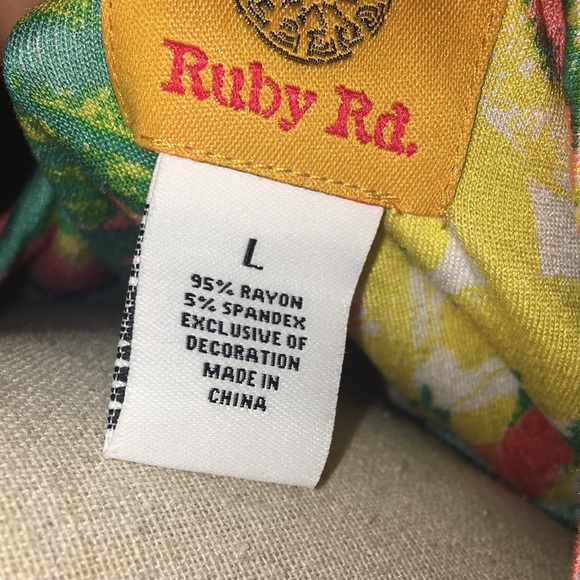 Ruby Rd.
L
95% RAYON
5% SPANDEX
EXCLUSIVE OF
DECORATION
MADE IN
CHINA